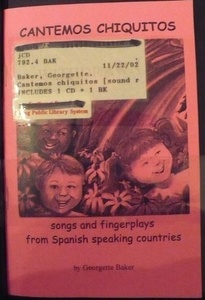 CANTEMOS CHIQUITOS
jCD
782.4 BAK 11/22/02
Baker, Georgette.
Cantemos chiquitos [sound r
INCLUDES 1 CD + 1 BK
Public Library System
songs and fingerplays
from Spanish speaking countries
by Georgette Baker